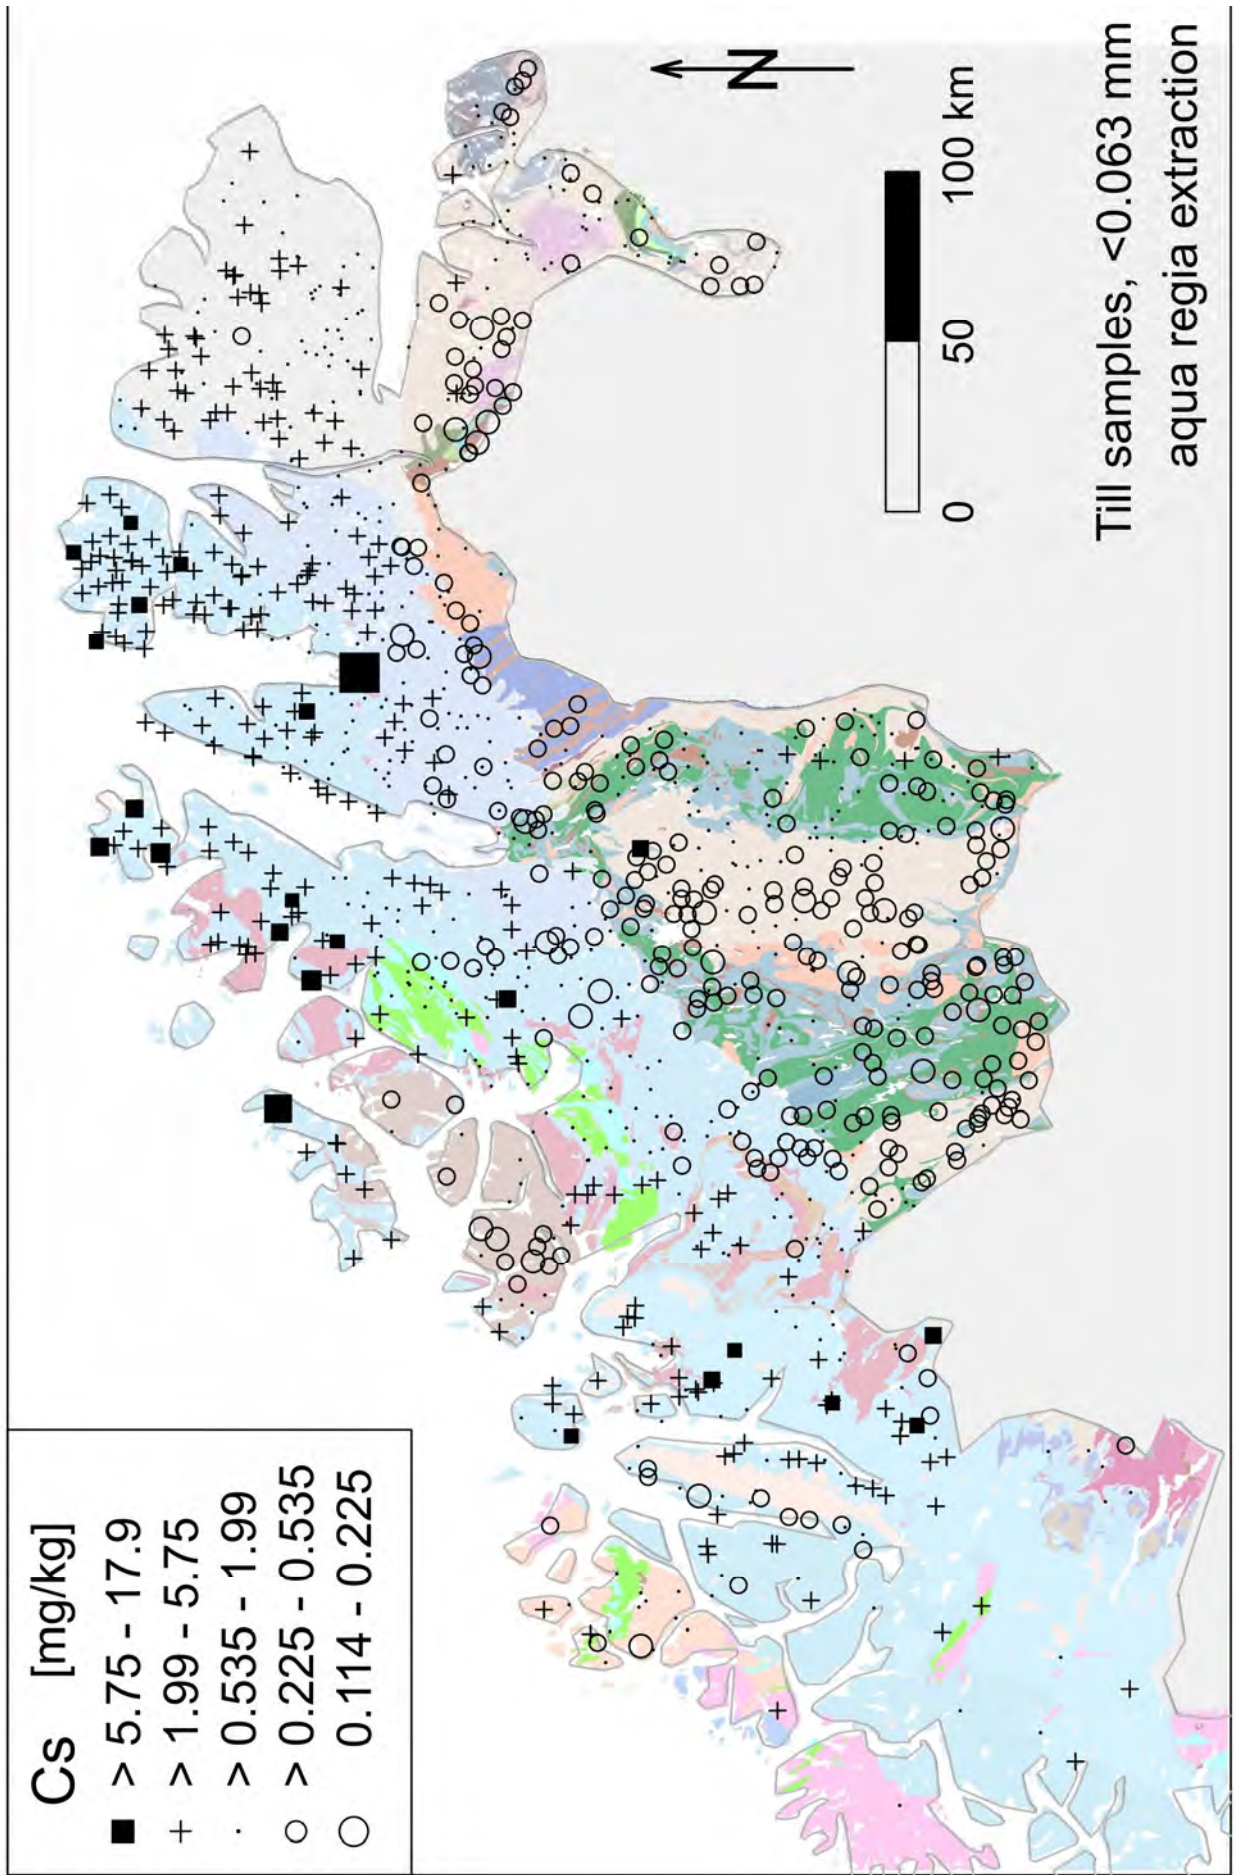 Cs [mg/kg]
> 5.75 - 17.9
> 1.99 - 5.75
> 0.535 - 1.99
> 0.225 - 0.535
0.114 - 0.225
N
0 50 100 km
Till samples, <0.063 mm
aqua regia extraction